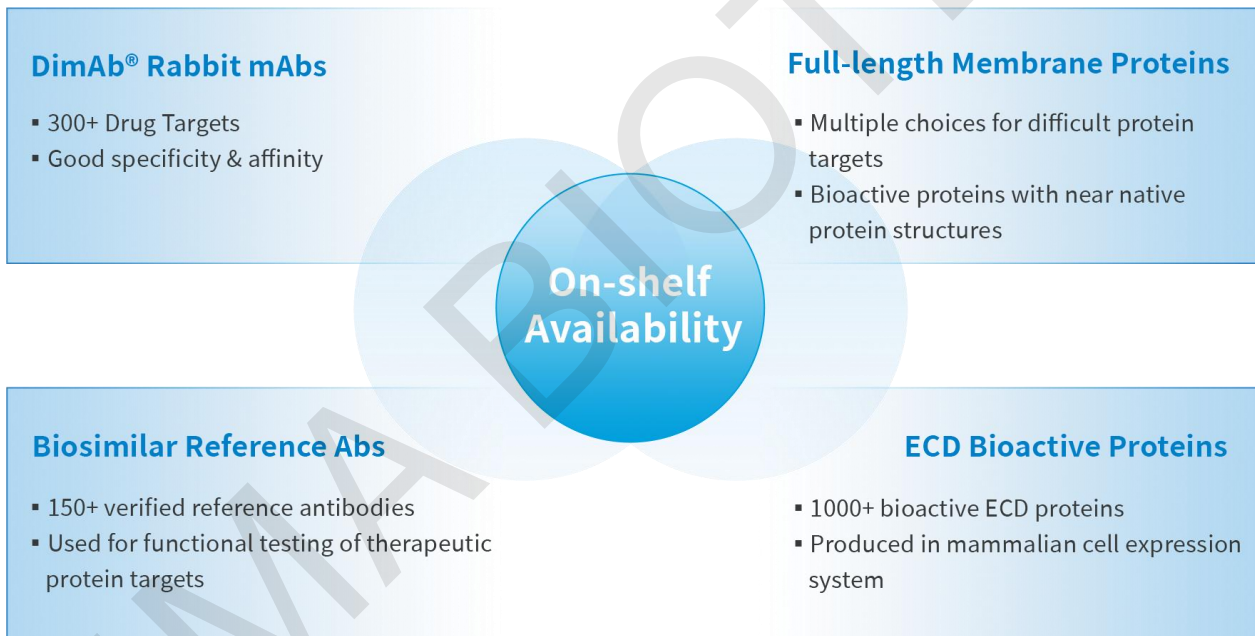 DimAb® Rabbit mAbs
▪ 300+ Drug Targets
▪ Good specificity & affinity
Full-length Membrane Proteins
▪ Multiple choices for difficult protein
targets
▪ Bioactive proteins with near native
protein structures
On-shelf
Availability
Biosimilar Reference Abs
▪ 150+ verified reference antibodies
▪ Used for functional testing of therapeutic
protein targets
ECD Bioactive Proteins
▪ 1000+ bioactive ECD proteins
▪ Produced in mammalian cell expression
system
MA BIOT